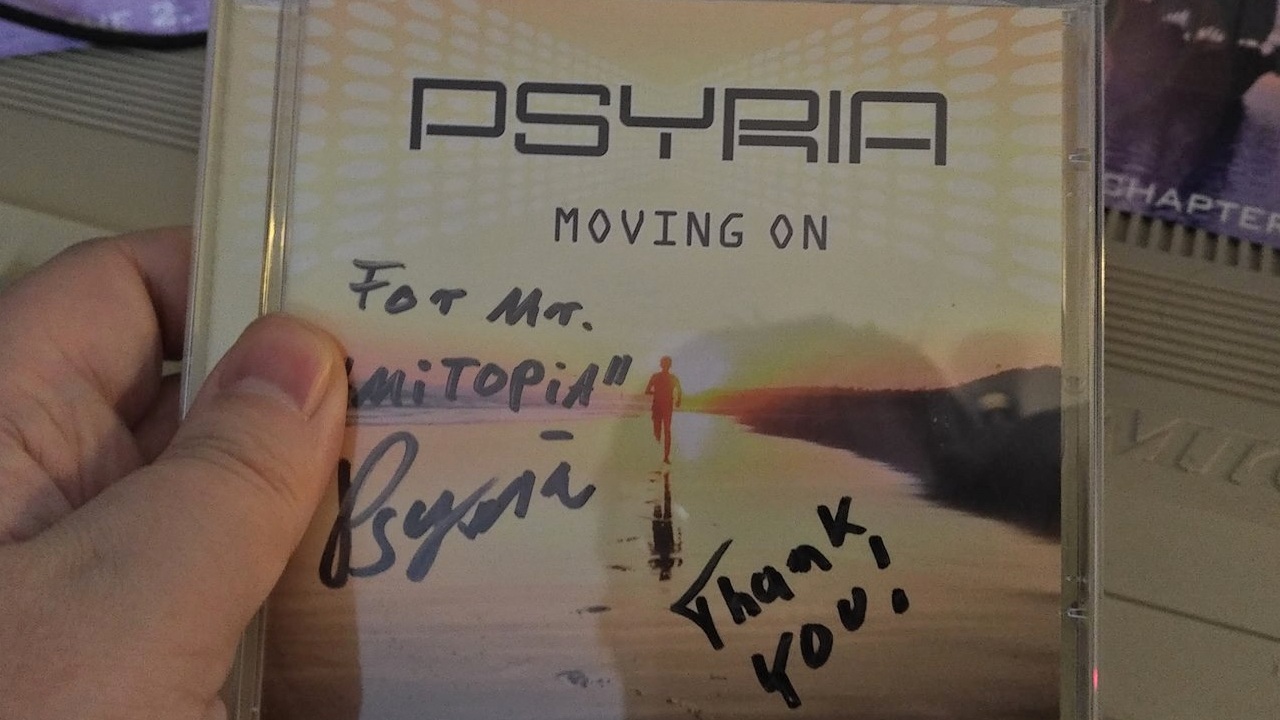 PSYRIA
MOVING ON
For Mr.
MiTOPiA"
Psyria
Thank
YOU!
CHAPTER